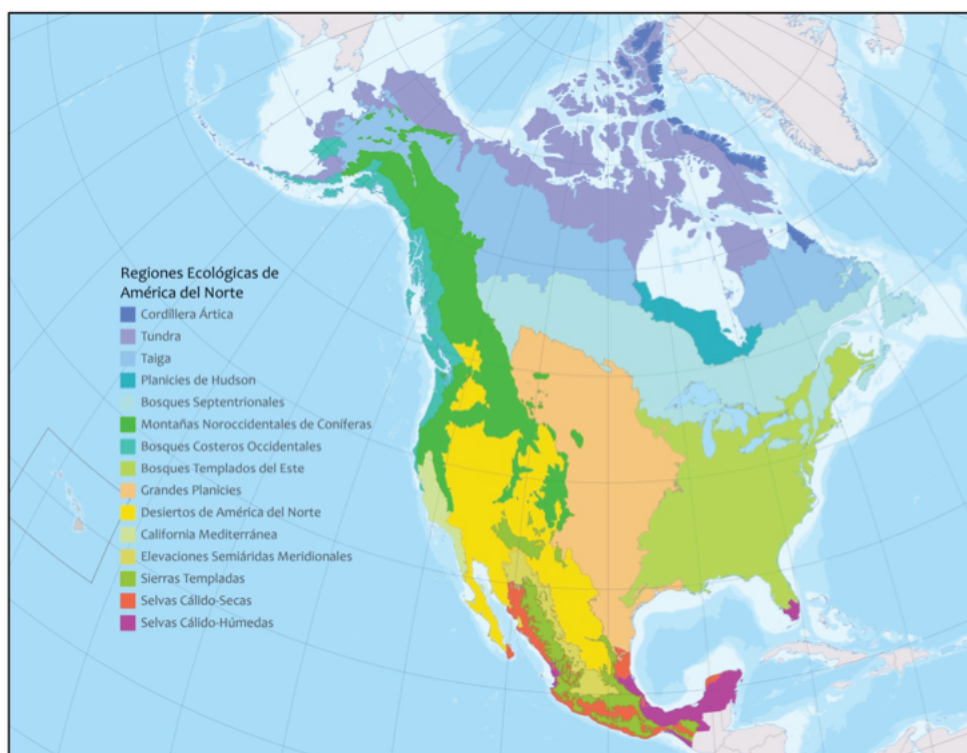 Regiones Ecológicas de
América del Norte
Cordillera Ártica
Tundra
Taiga
Planicies de Hudson
Bosques Septentrionales
Montañas Noroccidentales de Coníferas
Bosques Costeros Occidentales
Bosques Templados del Este
Grandes Planicies
Desiertos de América del Norte
California Mediterránea
Elevaciones Semiáridas Meridionales
Sierras Templadas
Selvas Cálido-Secas
Selvas Cálido-Húmedas